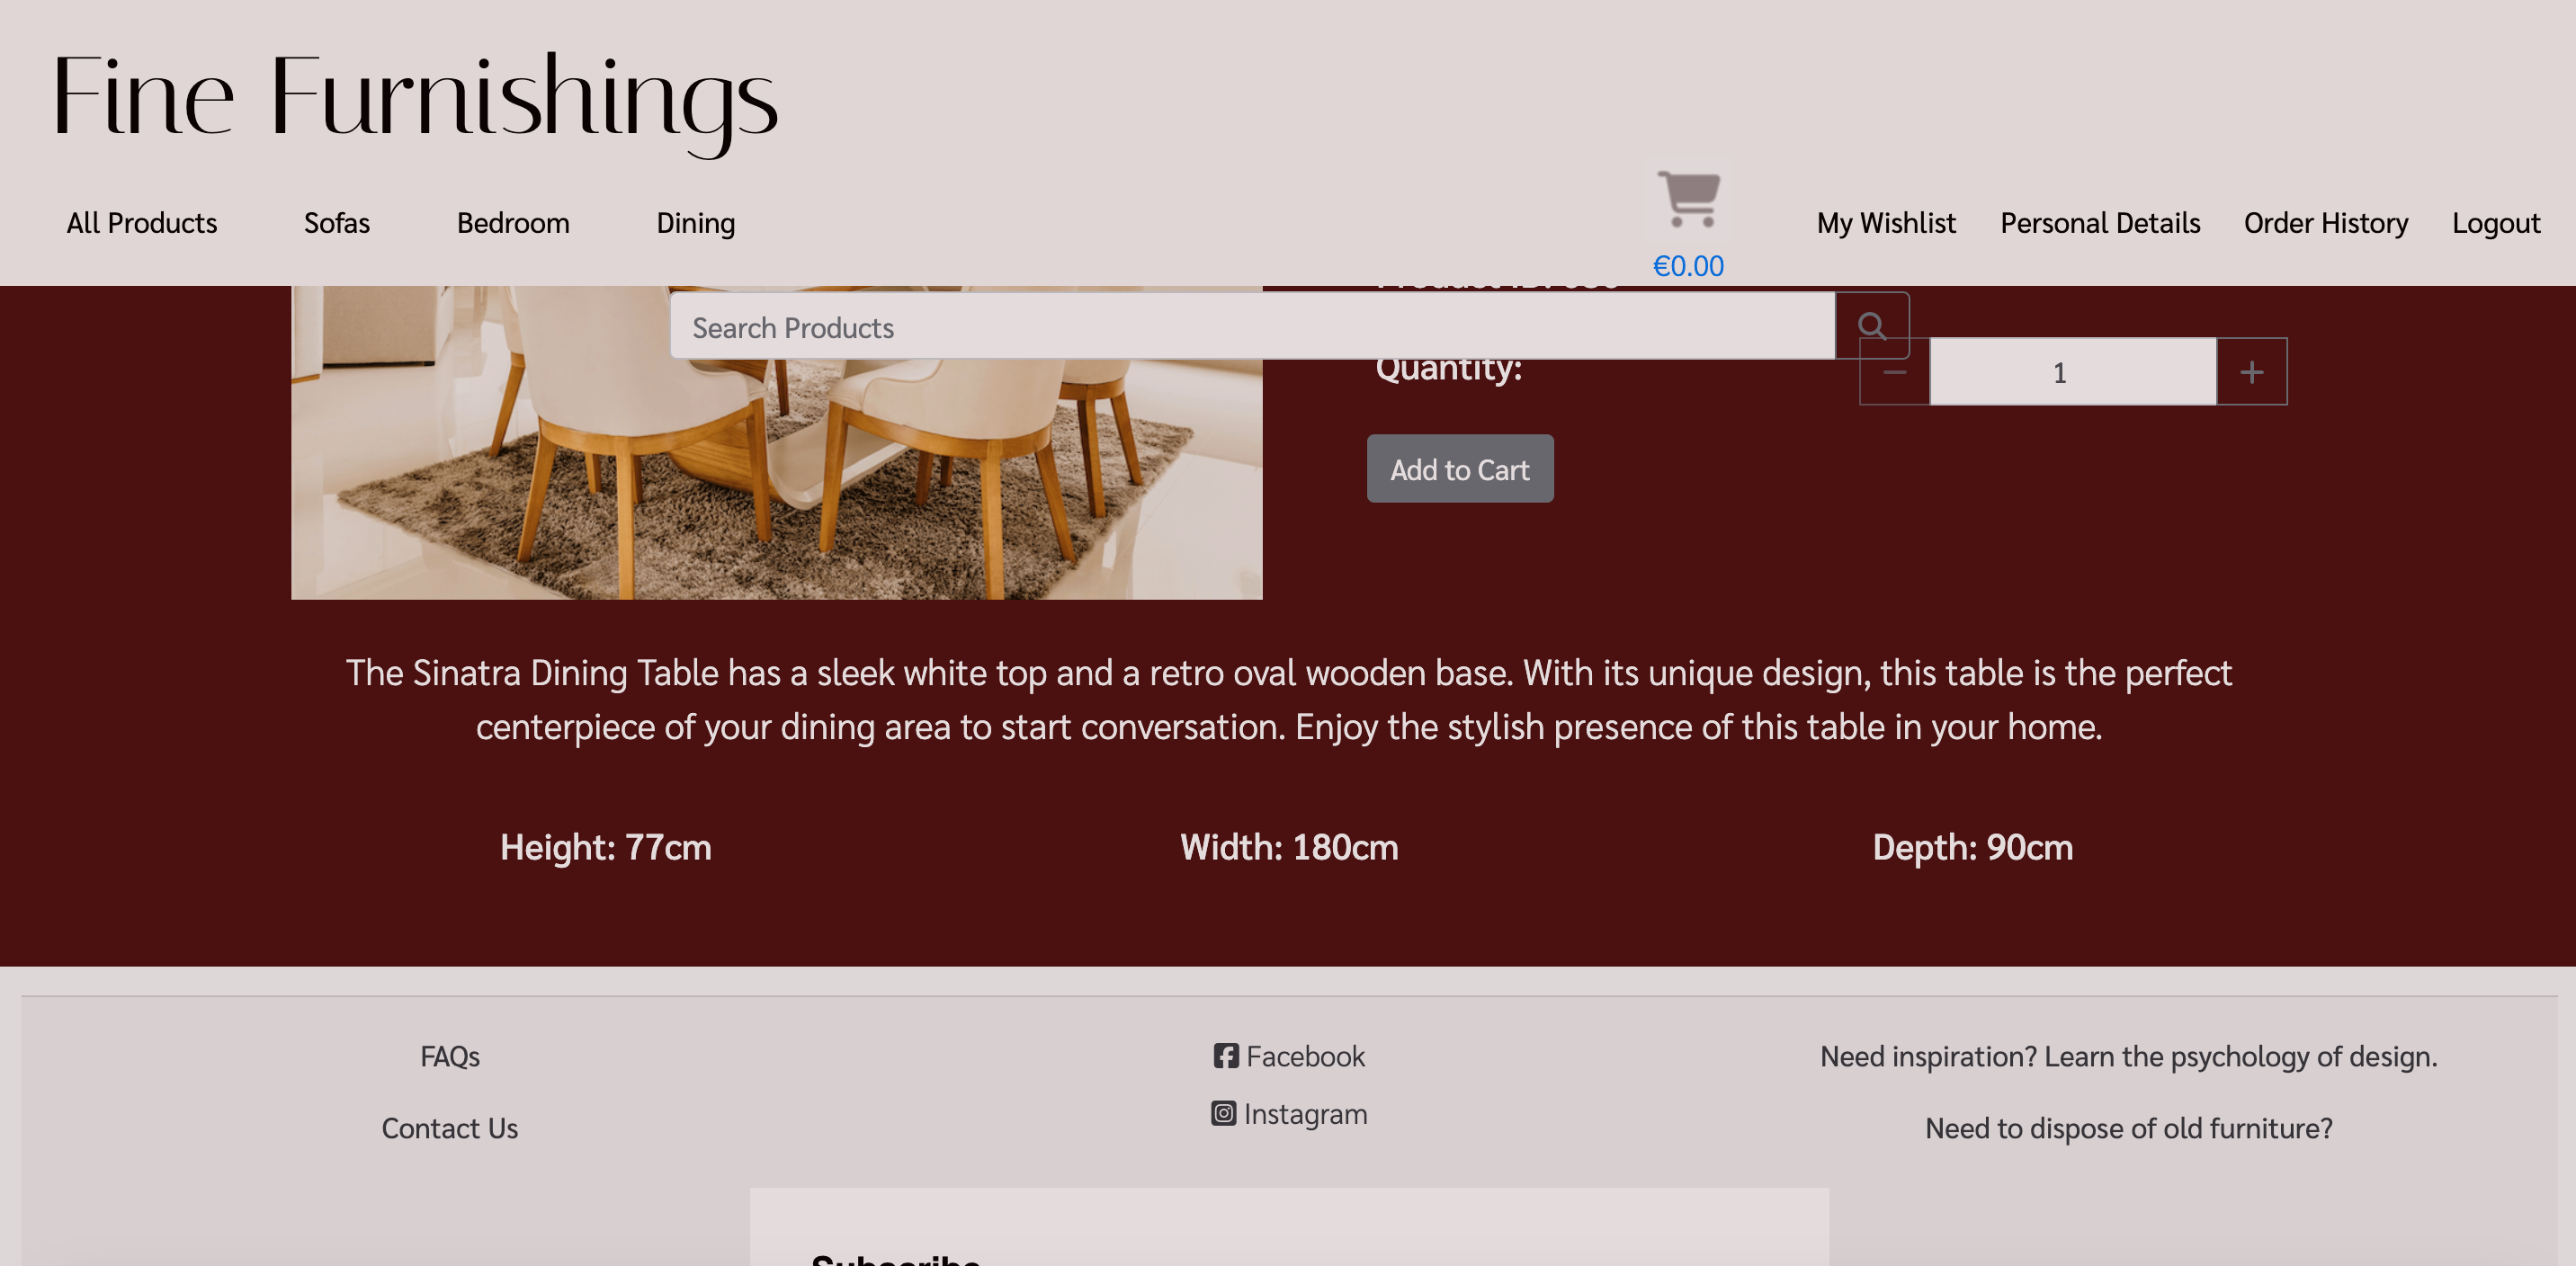 Fine Furnishings
All Products Sofas Bedroom Dining €0.00 My Wishlist Personal Details Order History Logout
Search Products
Quantity: 1
Add to Cart
The Sinatra Dining Table has a sleek white top and a retro oval wooden base. With its unique design, this table is the perfect
centerpiece of your dining area to start conversation. Enjoy the stylish presence of this table in your home.
Height: 77cm Width: 180cm Depth: 90cm
FAQs Facebook Need inspiration? Learn the psychology of design.
Contact Us Instagram Need to dispose of old furniture?
Subscribe